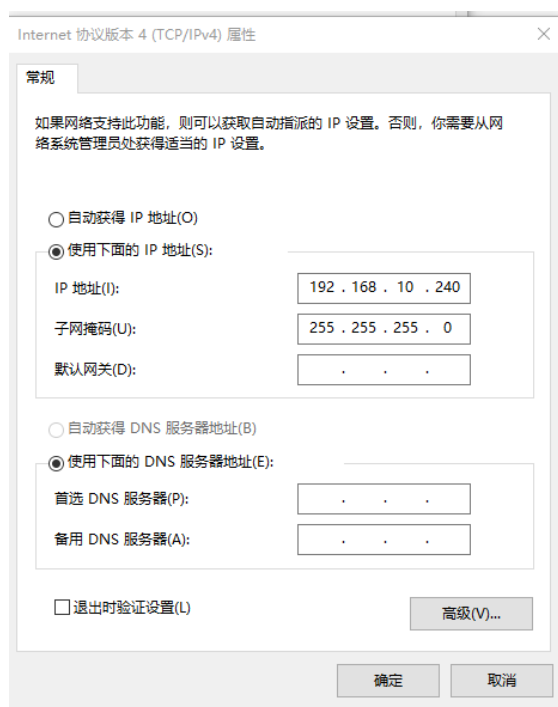 Internet 协议版本 4 (TCP/IPv4) 属性
常规
如果网络支持此功能，则可以获取自动指派的 IP 设置。否则，你需要从网
络系统管理员处获得适当的 IP 设置。
自动获得 IP 地址(O)
使用下面的 IP 地址(S):
IP 地址(I): 192 . 168 . 10 . 240
子网掩码(U): 255 . 255 . 255 . 0
默认网关(D): . . .
自动获得 DNS 服务器地址(B)
使用下面的 DNS 服务器地址(E):
首选 DNS 服务器(P): . . .
备用 DNS 服务器(A): . . .
退出时验证设置(L)
高级(V)...
确定 取消